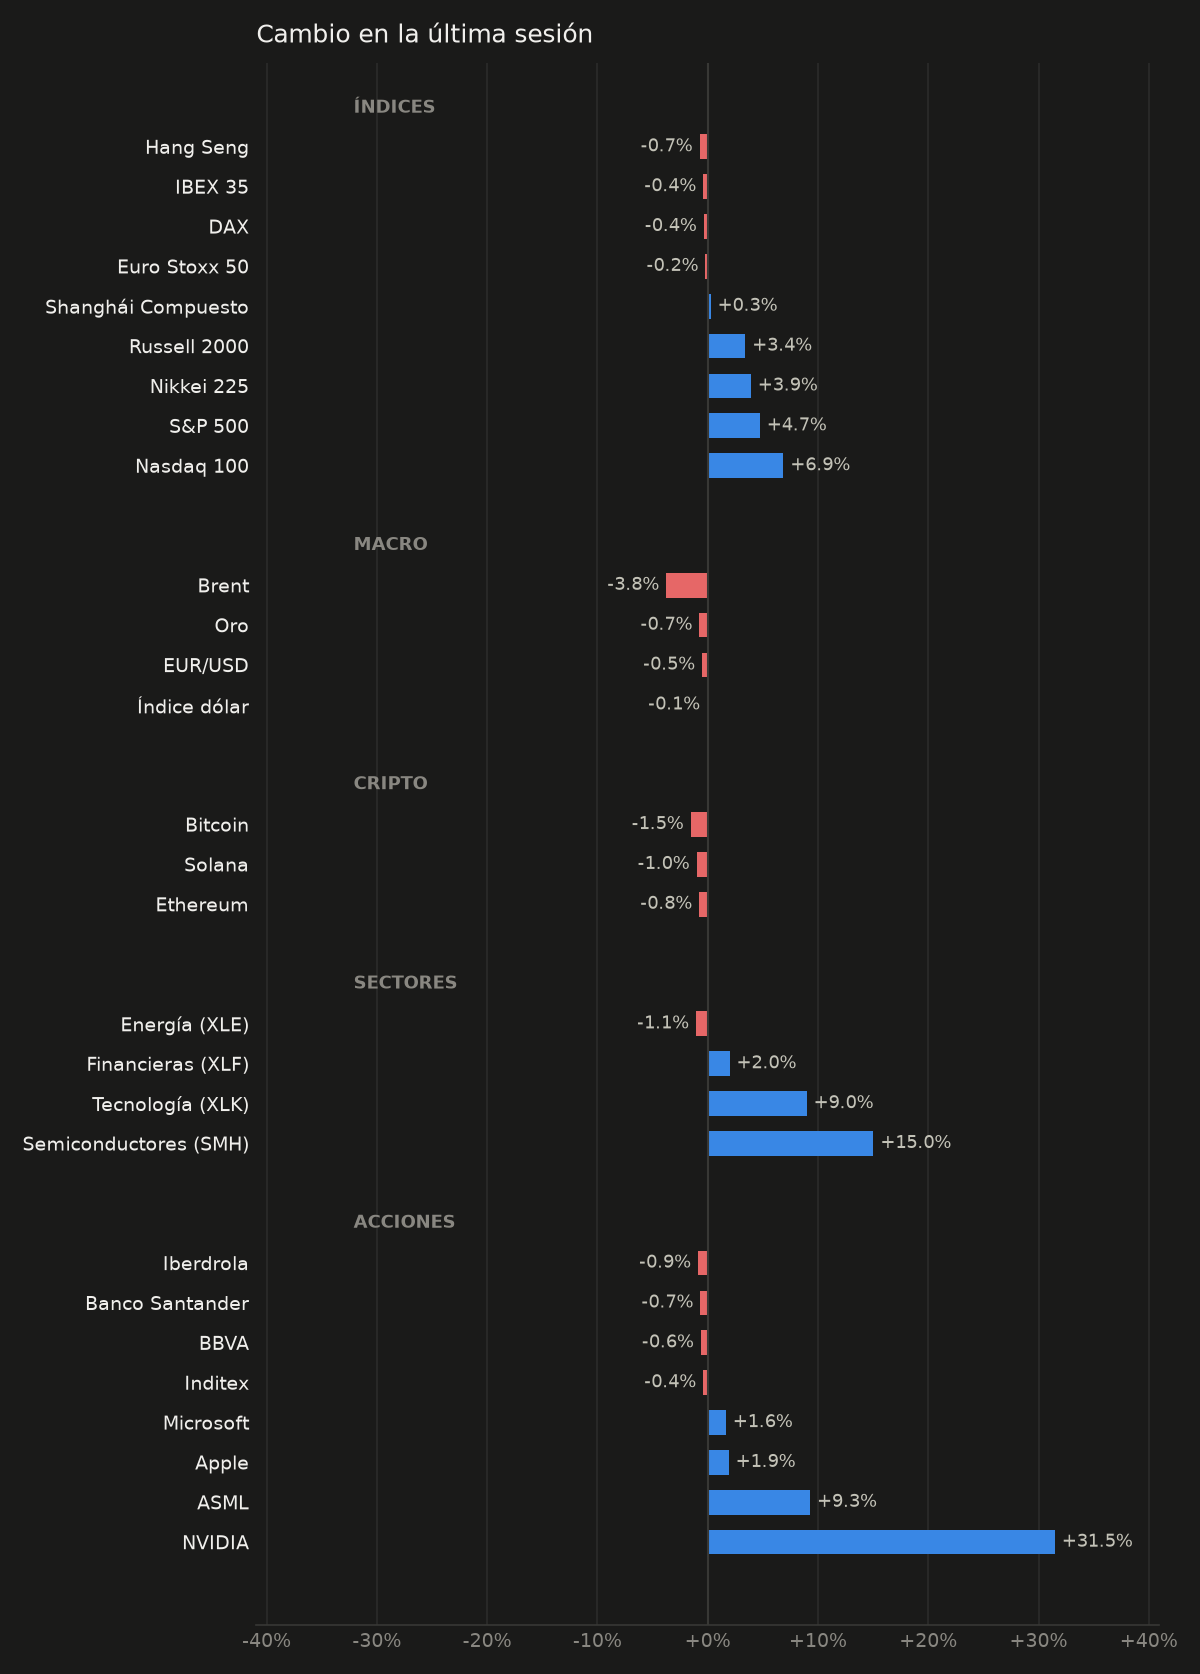 Cambio en la última sesión
ÍNDICES
Hang Seng -0.7%
IBEX 35 -0.4%
DAX -0.4%
Euro Stoxx 50 -0.2%
Shanghái Compuesto +0.3%
Russell 2000 +3.4%
Nikkei 225 +3.9%
S&P 500 +4.7%
Nasdaq 100 +6.9%
MACRO
Brent -3.8%
Oro -0.7%
EUR/USD -0.5%
Índice dólar -0.1%
CRIPTO
Bitcoin -1.5%
Solana -1.0%
Ethereum -0.8%
SECTORES
Energía (XLE) -1.1%
Financieras (XLF) +2.0%
Tecnología (XLK) +9.0%
Semiconductores (SMH) +15.0%
ACCIONES
Iberdrola -0.9%
Banco Santander -0.7%
BBVA -0.6%
Inditex -0.4%
Microsoft +1.6%
Apple +1.9%
ASML +9.3%
NVIDIA +31.5%
-40% -30% -20% -10% +0% +10% +20% +30% +40%